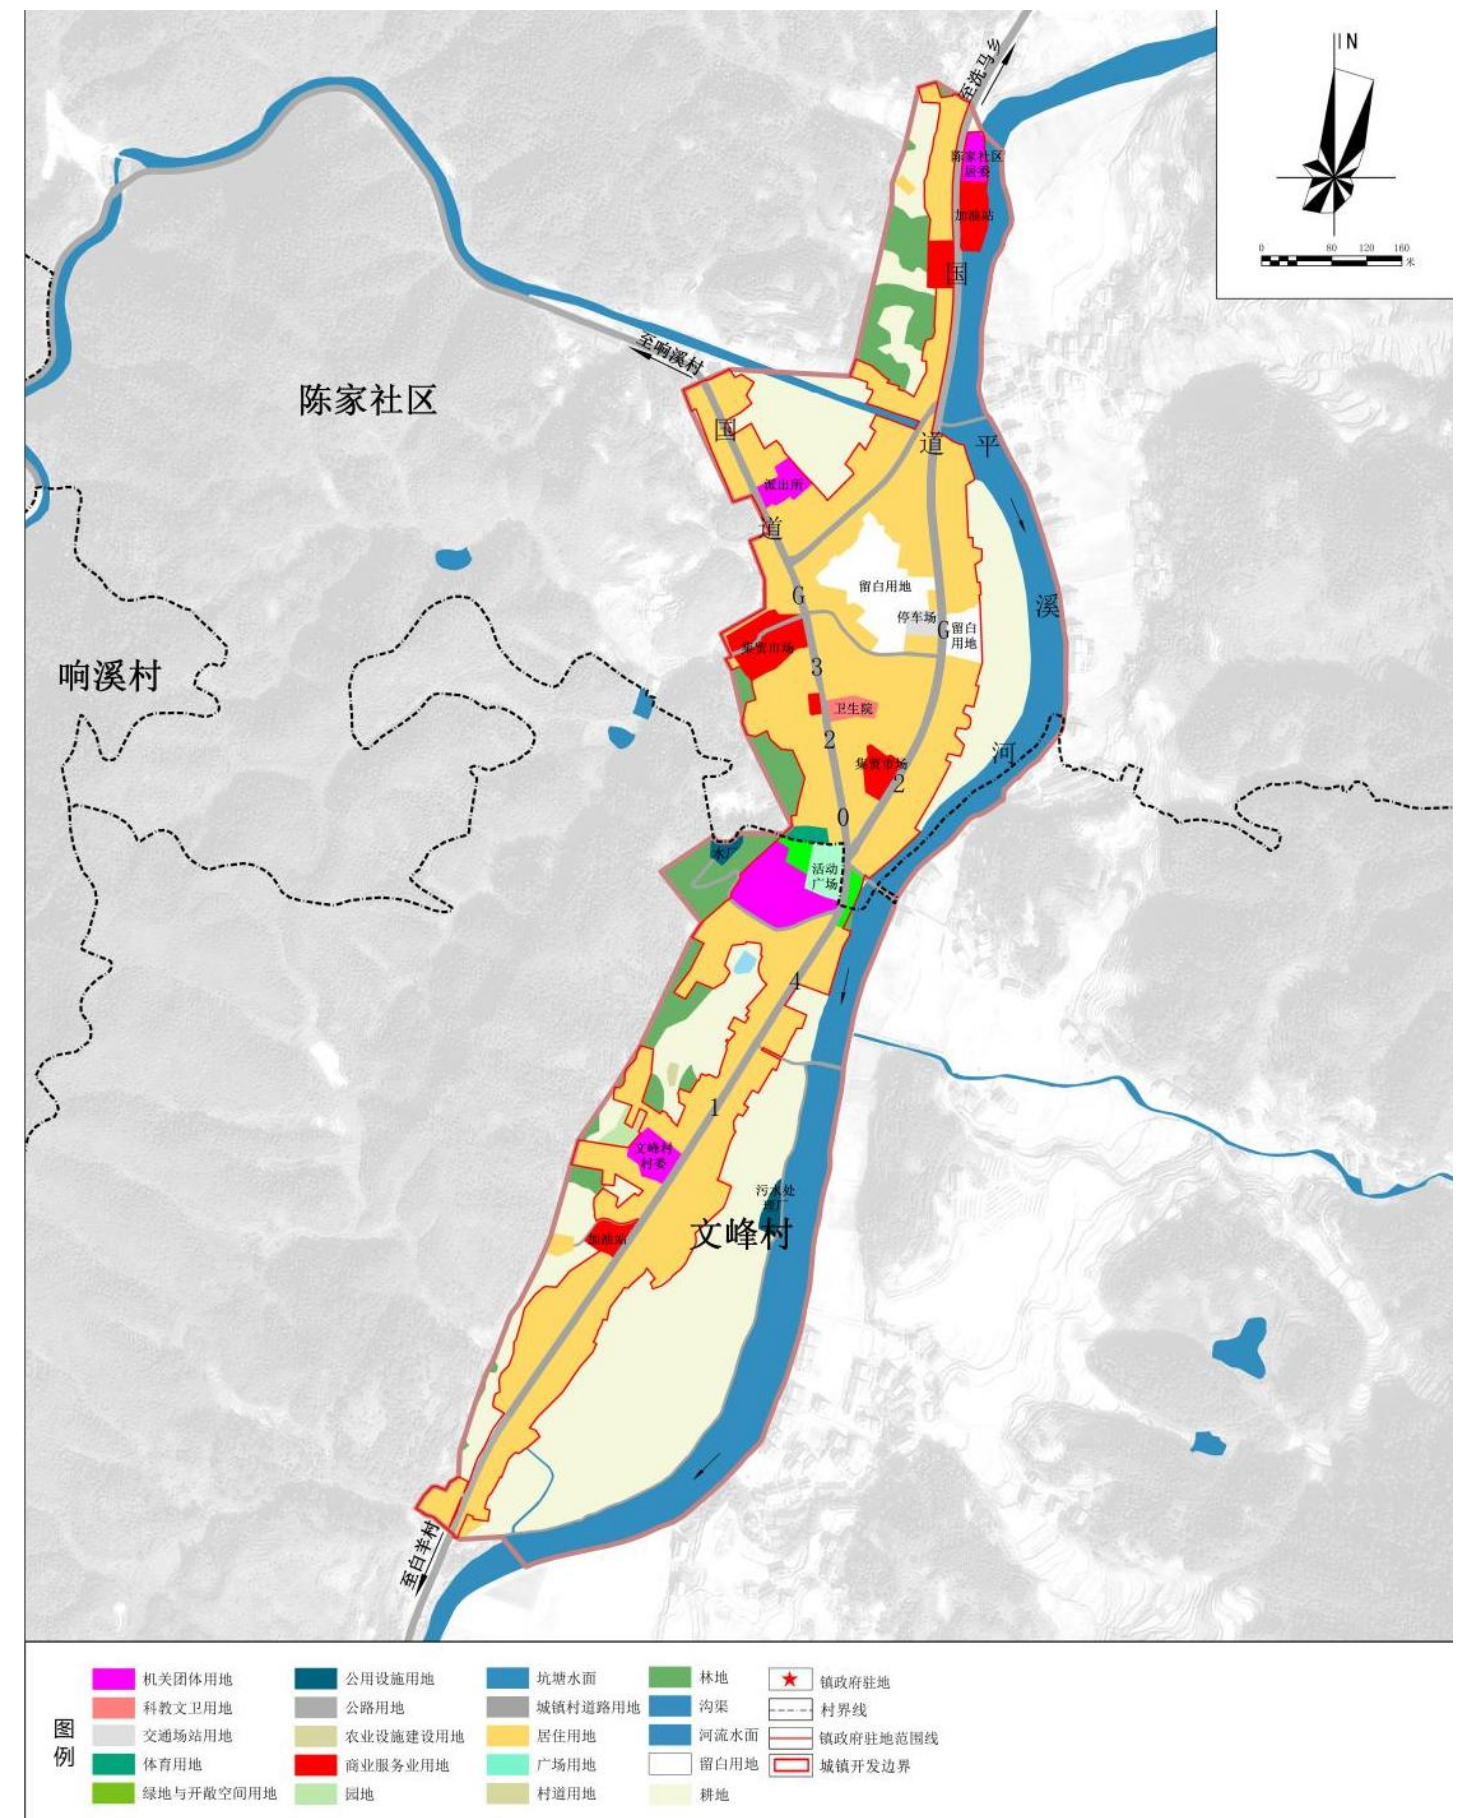 N
0 80 120 160
米
至洗马乡
陈家社区
居委
加油站
国
至响溪村
陈家社区
国
道
平
派出所
道
留白用地
G
停车场
溪
G
留白
用地
集贸市场
3
响溪村
卫生院
2
河
集贸市场
2
0
水厂
活动
广场
4
1
文峰村
村委
污水处
理厂
文峰村
加油站
至白羊村
图
例
机关团体用地
公用设施用地
坑塘水面
林地
镇政府驻地
科教文卫用地
公路用地
城镇村道路用地
沟渠
村界线
交通场站用地
农业设施建设用地
居住用地
河流水面
镇政府驻地范围线
体育用地
商业服务业用地
广场用地
留白用地
城镇开发边界
绿地与开敞空间用地
园地
村道用地
耕地